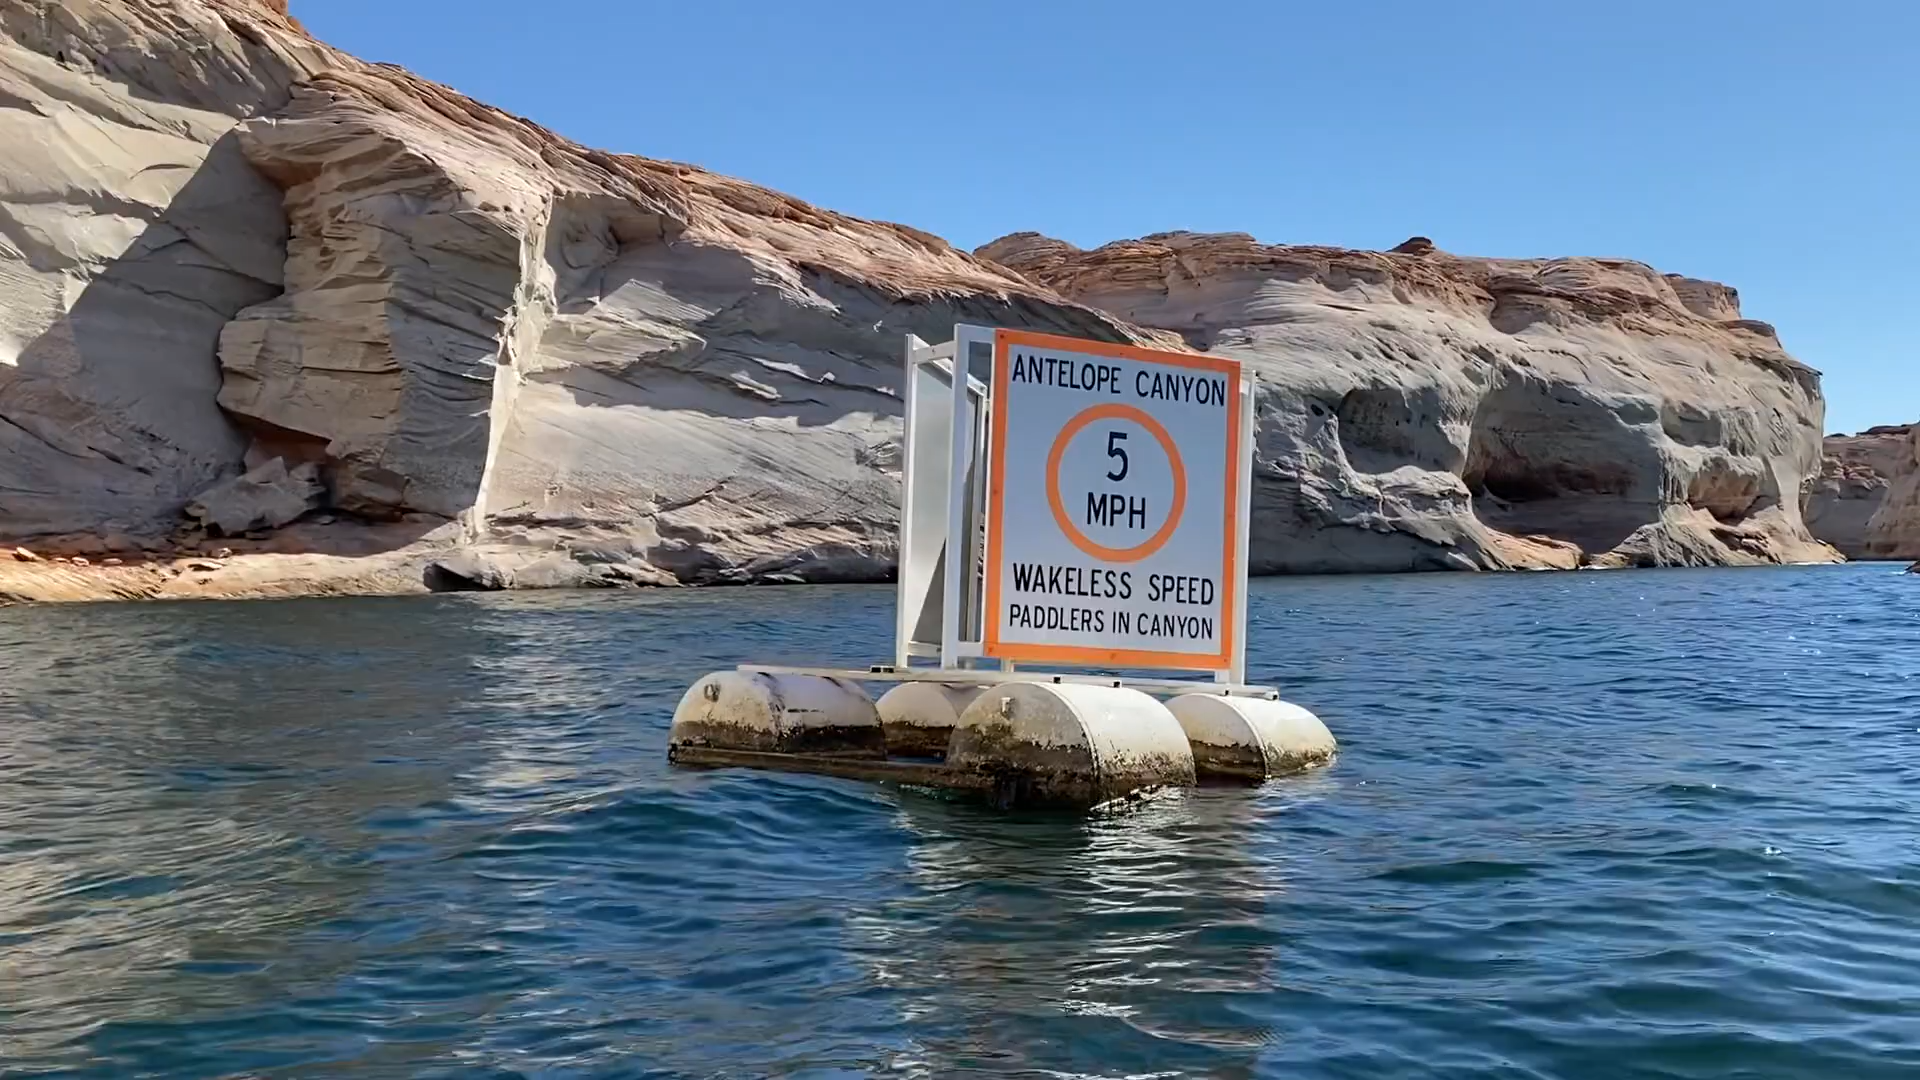 ANTELOPE CANYON
5
MPH
WAKELESS SPEED
PADDLERS IN CANYON